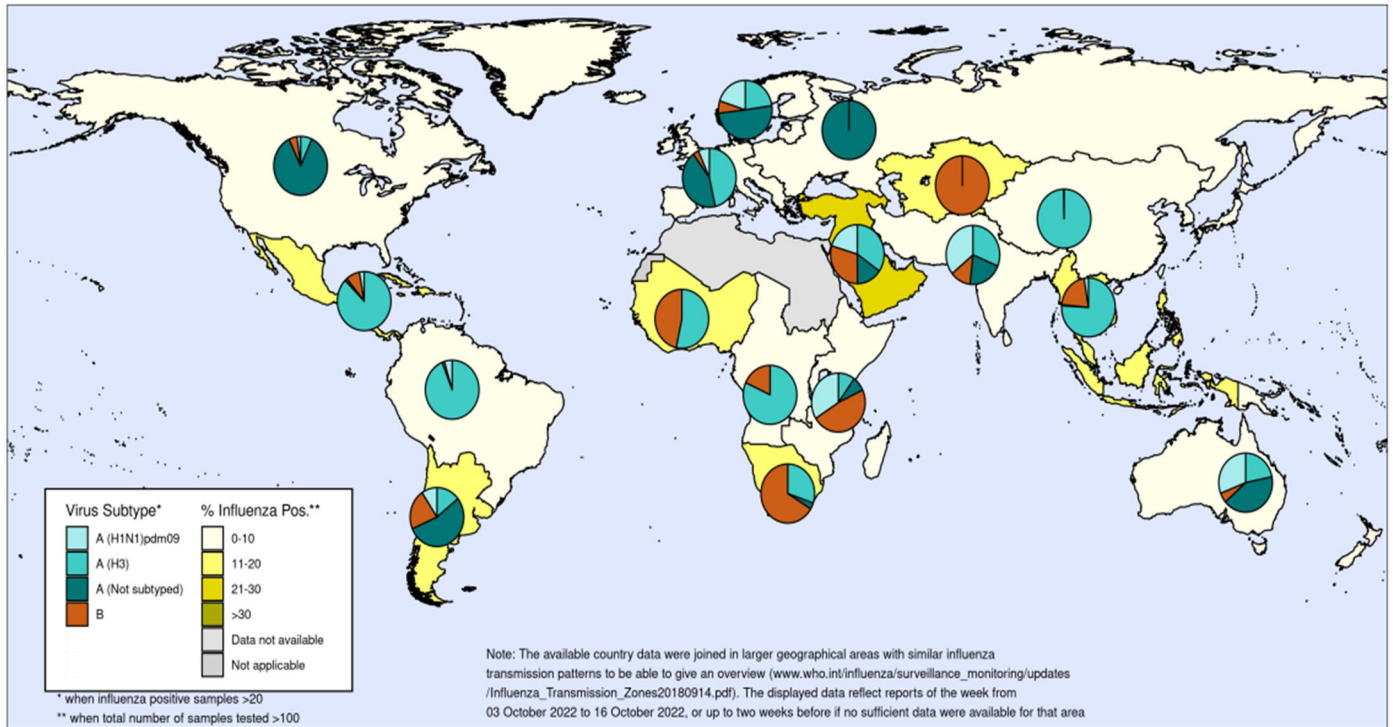 Virus Subtype*
A (H1N1)pdm09
A (H3)
A (Not subtyped)
B
% Influenza Pos.**
0-10
11-20
21-30
>30
Data not available
Not applicable
* when influenza positive samples >20
** when total number of samples tested >100
Note: The available country data were joined in larger geographical areas with similar influenza
transmission patterns to be able to give an overview (www.who.int/influenza/surveillance_monitoring/updates
/Influenza_Transmission_Zones20180914.pdf). The displayed data reflect reports of the week from
03 October 2022 to 16 October 2022, or up to two weeks before if no sufficient data were available for that area